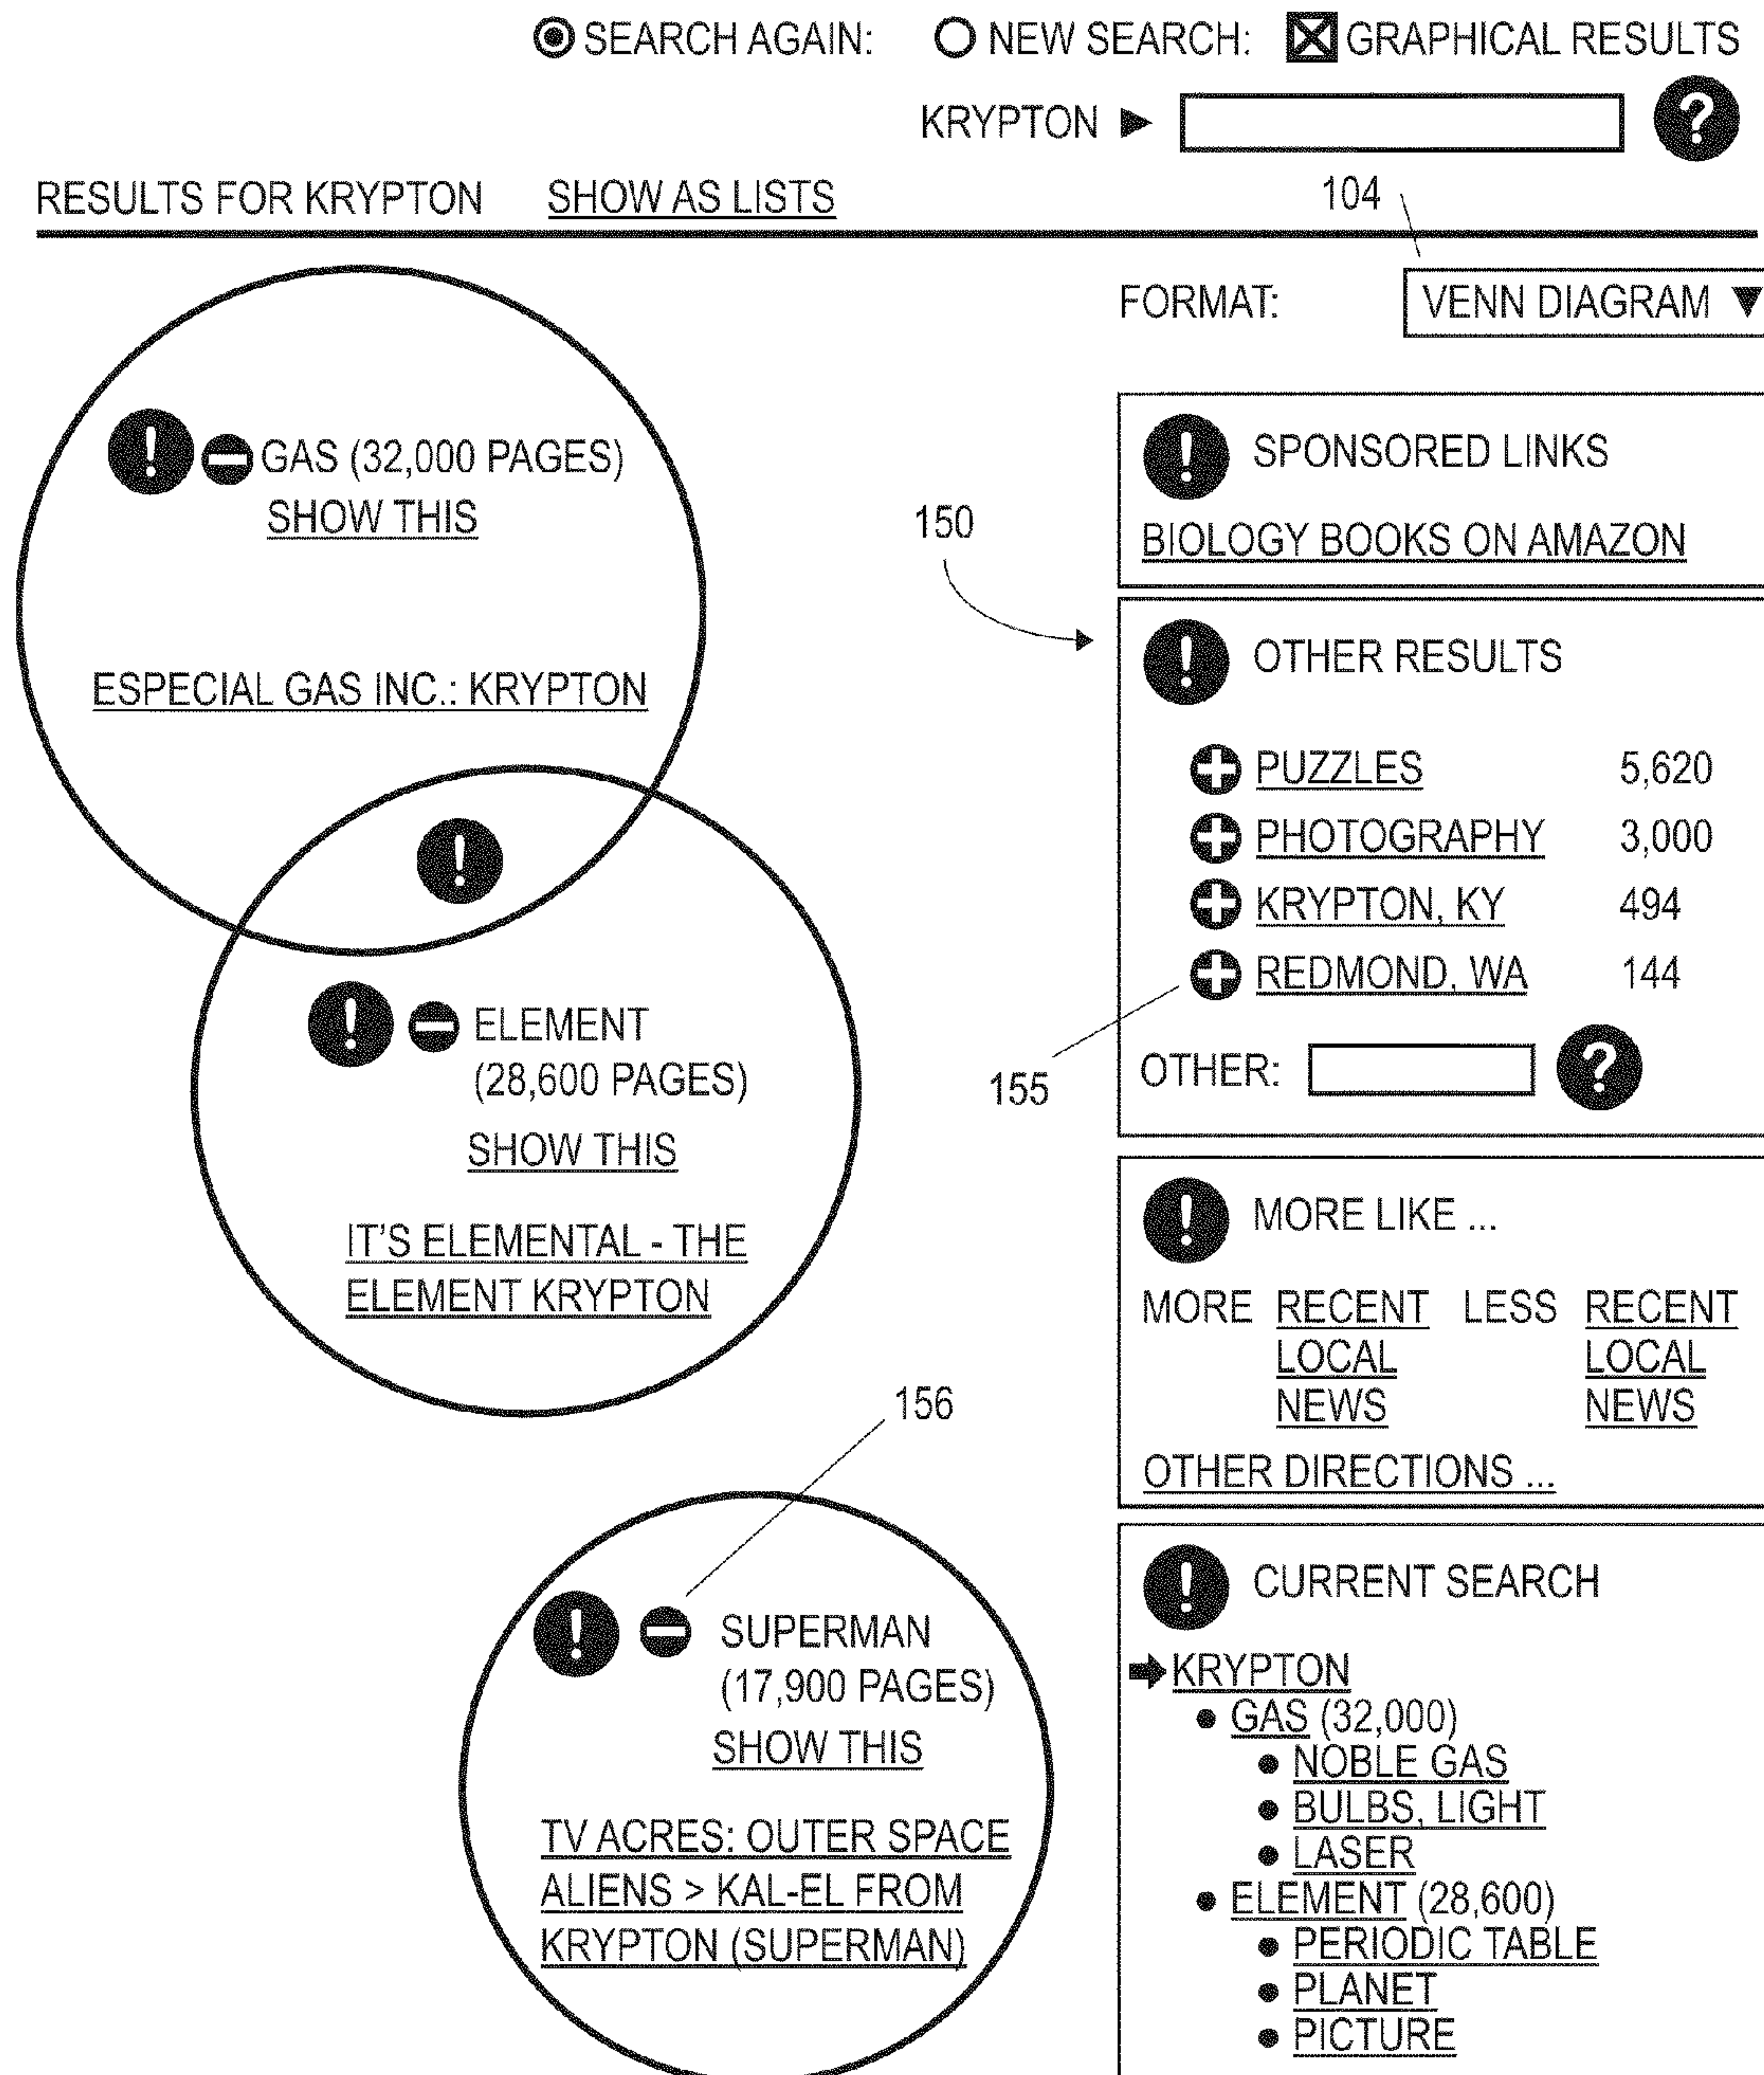 SEARCH AGAIN: NEW SEARCH: GRAPHICAL RESULTS
KRYPTON ► ?
RESULTS FOR KRYPTON SHOW AS LISTS
104
FORMAT: VENN DIAGRAM ▼
! GAS (32,000 PAGES)
SHOW THIS
ESPECIAL GAS INC.: KRYPTON
!
! ELEMENT
(28,600 PAGES)
SHOW THIS
IT'S ELEMENTAL - THE
ELEMENT KRYPTON
156
! SUPERMAN
(17,900 PAGES)
SHOW THIS
TV ACRES: OUTER SPACE
ALIENS > KAL-EL FROM
KRYPTON (SUPERMAN)
! SPONSORED LINKS
BIOLOGY BOOKS ON AMAZON
150
! OTHER RESULTS
+ PUZZLES 5,620
+ PHOTOGRAPHY 3,000
+ KRYPTON, KY 494
+ REDMOND, WA 144
155
OTHER: ?
! MORE LIKE ...
MORE RECENT LESS RECENT
LOCAL LOCAL
NEWS NEWS
OTHER DIRECTIONS ...
! CURRENT SEARCH
KRYPTON
• GAS (32,000)
• NOBLE GAS
• BULBS, LIGHT
• LASER
• ELEMENT (28,600)
• PERIODIC TABLE
• PLANET
• PICTURE